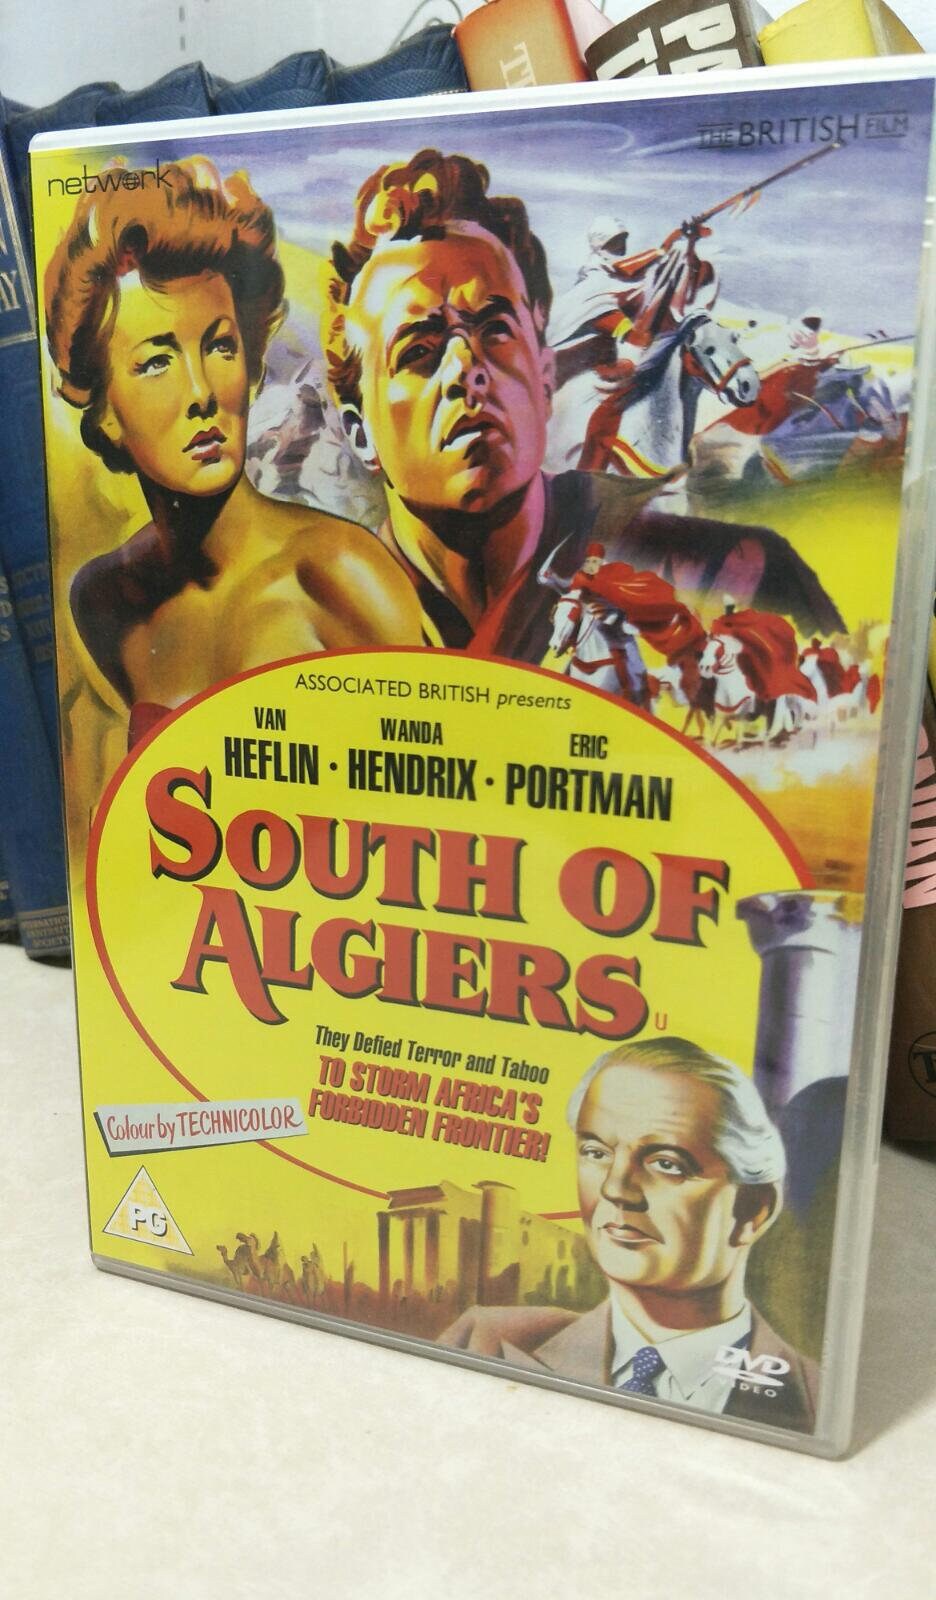 network
THE BRITISH FILM
ASSOCIATED BRITISH presents
VAN HEFLIN · WANDA HENDRIX · ERIC PORTMAN
SOUTH OF
ALGIERS
U
They Defied Terror and Taboo
TO STORM AFRICA'S
FORBIDDEN FRONTIER!
Colour by TECHNICOLOR
PG
DVD
VIDEO